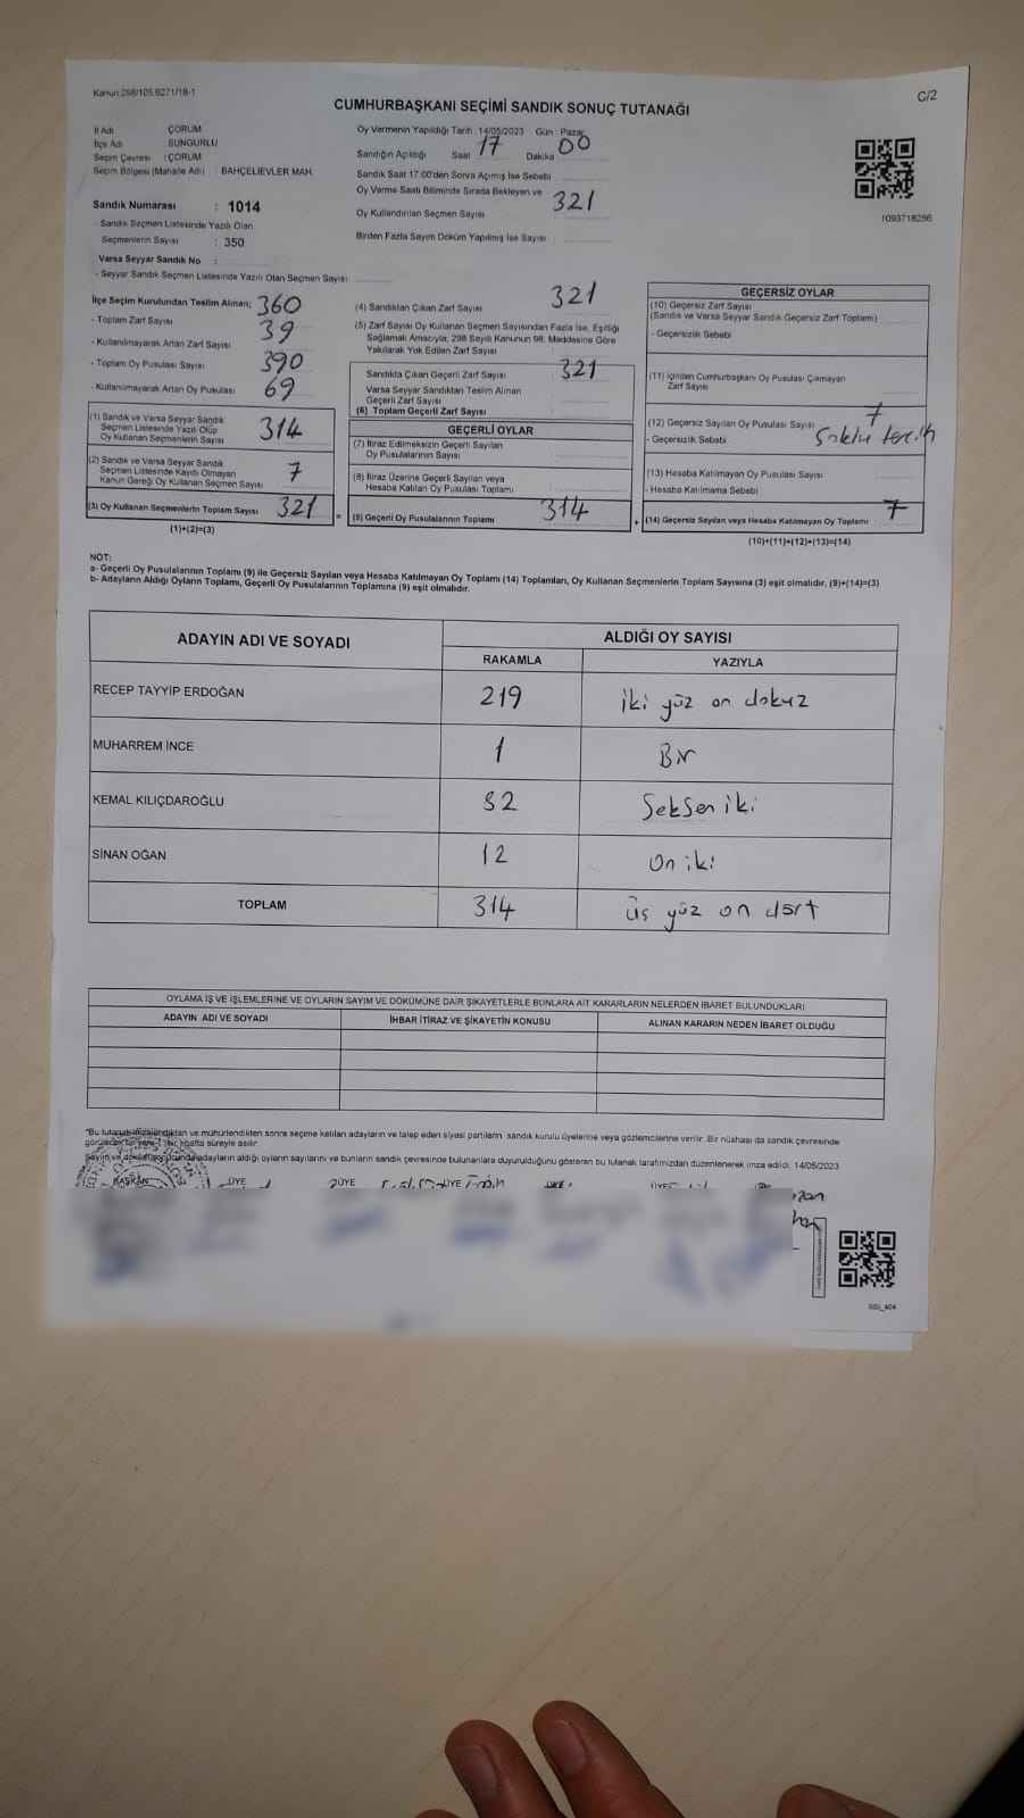 Kanun:298/105,6271/18-1
C/2
CUMHURBAŞKANI SEÇİMİ SANDIK SONUÇ TUTANAĞI
İl Adı ÇORUM
İlçe Adı SUNGURLU
Seçim Çevresi : ÇORUM
Seçim Bölgesi (Mahalle Adı) : BAHÇELİEVLER MAH.
Sandık Numarası : 1014
- Sandık Seçmen Listesinde Yazılı Olan
Seçmenlerin Sayısı : 350
Varsa Seyyar Sandık No :
- Seyyar Sandık Seçmen Listesinde Yazılı Olan Seçmen Sayısı
Oy Vermenin Yapıldığı Tarih : 14/05/2023 Gün : Pazar
Sandığın Açıldığı Saat 17 Dakika 00
Sandık Saat 17:00'den Sonra Açılmış İse Sebebi
Oy Verme Saati Bitiminde Sırada Bekleyen ve
Oy Kullandırılan Seçmen Sayısı 321
Birden Fazla Sayım Döküm Yapılmış İse Sayısı
1093718286
İlçe Seçim Kurulundan Teslim Alınan;
- Toplam Zarf Sayısı 360
- Kullanılmayarak Artan Zarf Sayısı 39
- Toplam Oy Pusulası Sayısı 390
- Kullanılmayarak Artan Oy Pusulası 69
(1) Sandık ve Varsa Seyyar Sandık
Seçmen Listesinde Yazılı Olup
Oy Kullanan Seçmenlerin Sayısı 314
(2) Sandık ve Varsa Seyyar Sandık
Seçmen Listesinde Kayıtlı Olmayan
Kanun Gereği Oy Kullanan Seçmen Sayısı 7
(3) Oy Kullanan Seçmenlerin Toplam Sayısı 321
(1)+(2)=(3)
(4) Sandıktan Çıkan Zarf Sayısı 321
(5) Zarf Sayısı Oy Kullanan Seçmen Sayısından Fazla İse, Eşitliği
Sağlamak Amacıyla, 298 Sayılı Kanunun 98. Maddesine Göre
Yakılarak Yok Edilen Zarf Sayısı
Sandıkta Çıkan Geçerli Zarf Sayısı 321
Varsa Seyyar Sandıktan Teslim Alınan
Geçerli Zarf Sayısı
(6) Toplam Geçerli Zarf Sayısı
GEÇERLİ OYLAR
(7) İtiraz Edilmeksizin Geçerli Sayılan
Oy Pusulalarının Sayısı
(8) İtiraz Üzerine Geçerli Sayılan veya
Hesaba Katılan Oy Pusulası Toplamı
(9) Geçerli Oy Pusulalarının Toplamı 314
GEÇERSİZ OYLAR
(10) Geçersiz Zarf Sayısı
(Sandık ve Varsa Seyyar Sandık Geçersiz Zarf Toplamı)
- Geçersizlik Sebebi
(11) İçinden Cumhurbaşkanı Oy Pusulası Çıkmayan
Zarf Sayısı
(12) Geçersiz Sayılan Oy Pusulası Sayısı 7
- Geçersizlik Sebebi
(13) Hesaba Katılmayan Oy Pusulası Sayısı
- Hesaba Katılmama Sebebi
(14) Geçersiz Sayılan veya Hesaba Katılmayan Oy Toplamı 7
(10)+(11)+(12)+(13)=(14)
NOT:
a- Geçerli Oy Pusulalarının Toplamı (9) ile Geçersiz Sayılan veya Hesaba Katılmayan Oy Toplamı (14) Toplamları, Oy Kullanan Seçmenlerin Toplam Sayısına (3) eşit olmalıdır. (9)+(14)=(3)
b- Adayların Aldığı Oyların Toplamı, Geçerli Oy Pusulalarının Toplamına (9) eşit olmalıdır.
ADAYIN ADI VE SOYADI ALDIĞI OY SAYISI
RAKAMLA YAZIYLA
RECEP TAYYİP ERDOĞAN 219 iki yüz on dokuz
MUHARREM İNCE 1 Bir
KEMAL KILIÇDAROĞLU 82 Seksen iki
SİNAN OĞAN 12 On iki
TOPLAM 314 üç yüz on dört
OYLAMA İŞ VE İŞLEMLERİNE VE OYLARIN SAYIM VE DÖKÜMÜNE DAİR ŞİKAYETLERLE BUNLARA AİT KARARLARIN NELERDEN İBARET BULUNDUKLARI
ADAYIN ADI VE SOYADI İHBAR İTİRAZ VE ŞİKAYETİN KONUSU ALINAN KARARIN NEDEN İBARET OLDUĞU
ve mühürlendikten sonra seçime katılan adayların ve talep eden siyasi partilerin sandık kurulu üyelerine veya gözlemcilerine verilir. Bir nüshası da sandık çevresinde
hafta süreyle asılır.
adayların aldığı oyların sayılarını ve bunların sandık çevresinde bulunanlara duyurulduğunu gösteren bu tutanak tarafımızdan düzenlenerek imza edildi. 14/05/2023
BAŞKAN ÜYE ÜYE ÜYE ÜYE ÜYE